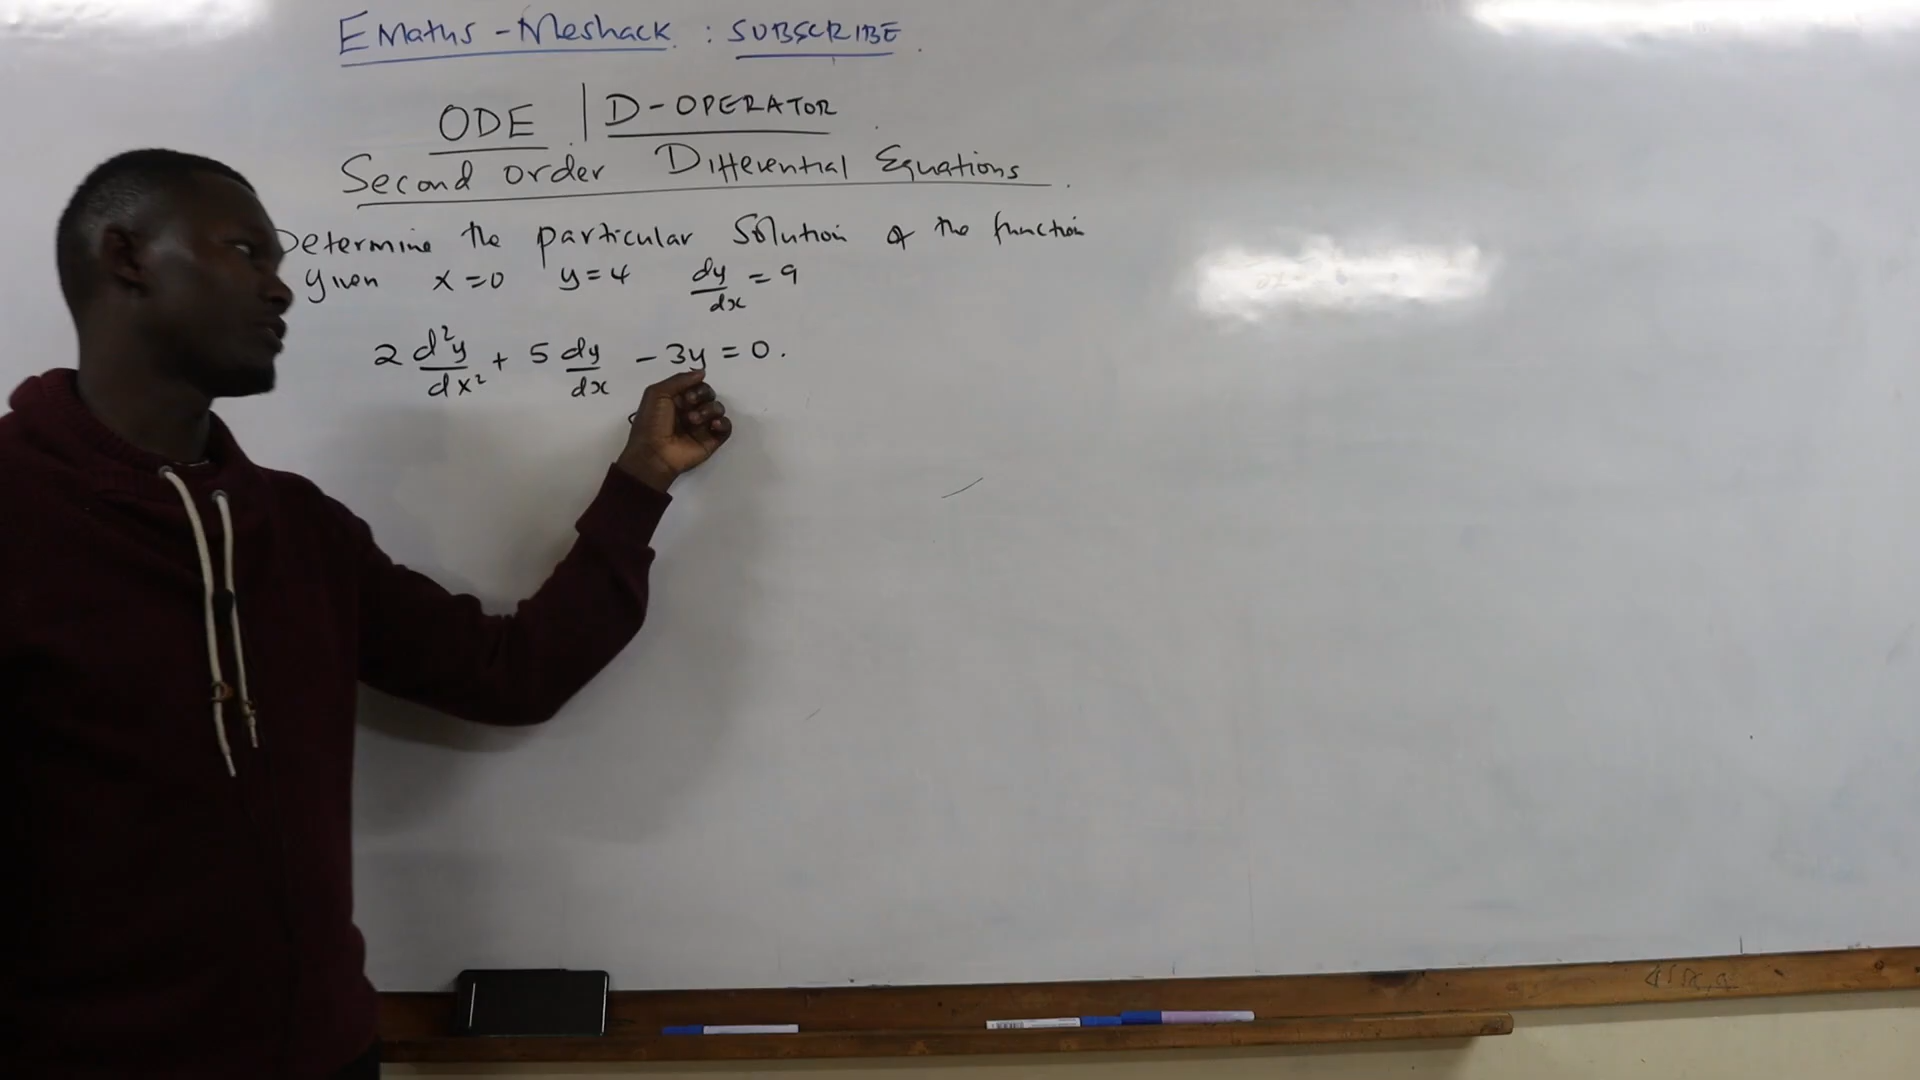 EMaths - Meshack : SUBSCRIBE
ODE | D-OPERATOR
Second Order Differential Equations
Determine the particular Solution of the function
given x=0 y=4 dy/dx = 9
2 d²y/dx² + 5 dy/dx - 3y = 0.